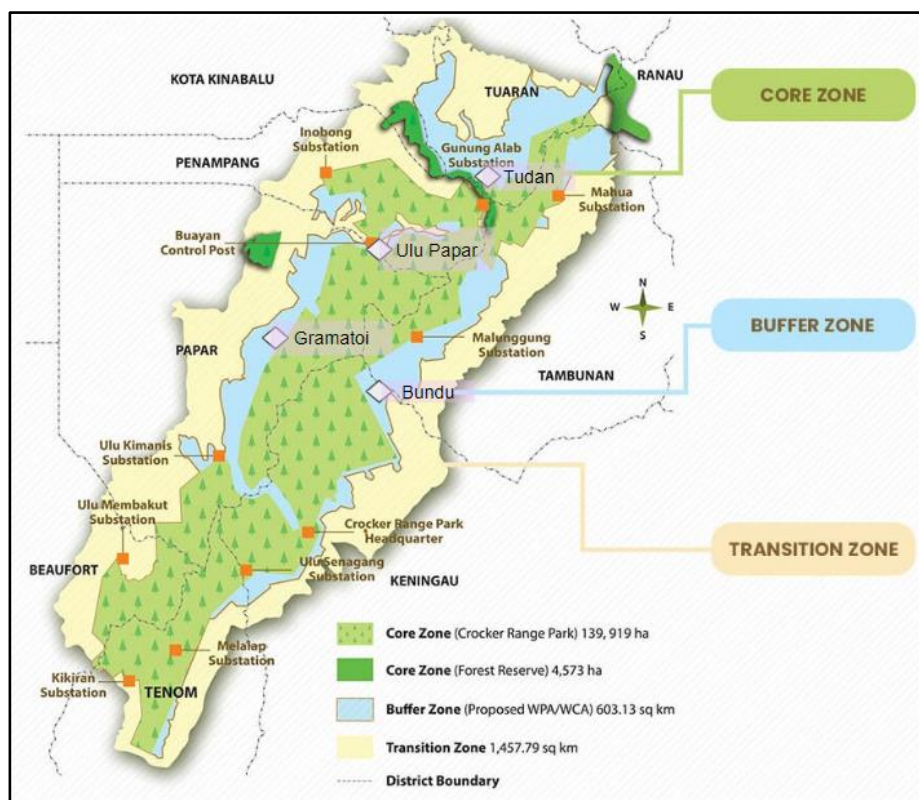 KOTA KINABALU
TUARAN
RANAU
CORE ZONE
Inobong
Substation
Gunung Alab
Substation
PENAMPANG
Tudan
Mahua
Substation
Buayan
Control Post
Ulu Papar
N
W
E
S
BUFFER ZONE
Gramatoi
Malunggung
Substation
PAPAR
TAMBUNAN
Bundu
Ulu Kimanis
Substation
Ulu Membakut
Substation
Crocker Range Park
Headquarter
TRANSITION ZONE
BEAUFORT
Ulu Senagang
Substation
KENINGAU
Core Zone (Crocker Range Park) 139, 919 ha
Melalap
Substation
Core Zone (Forest Reserve) 4,573 ha
Kikiran
Substation
TENOM
Buffer Zone (Proposed WPA/WCA) 603.13 sq km
Transition Zone 1,457.79 sq km
District Boundary